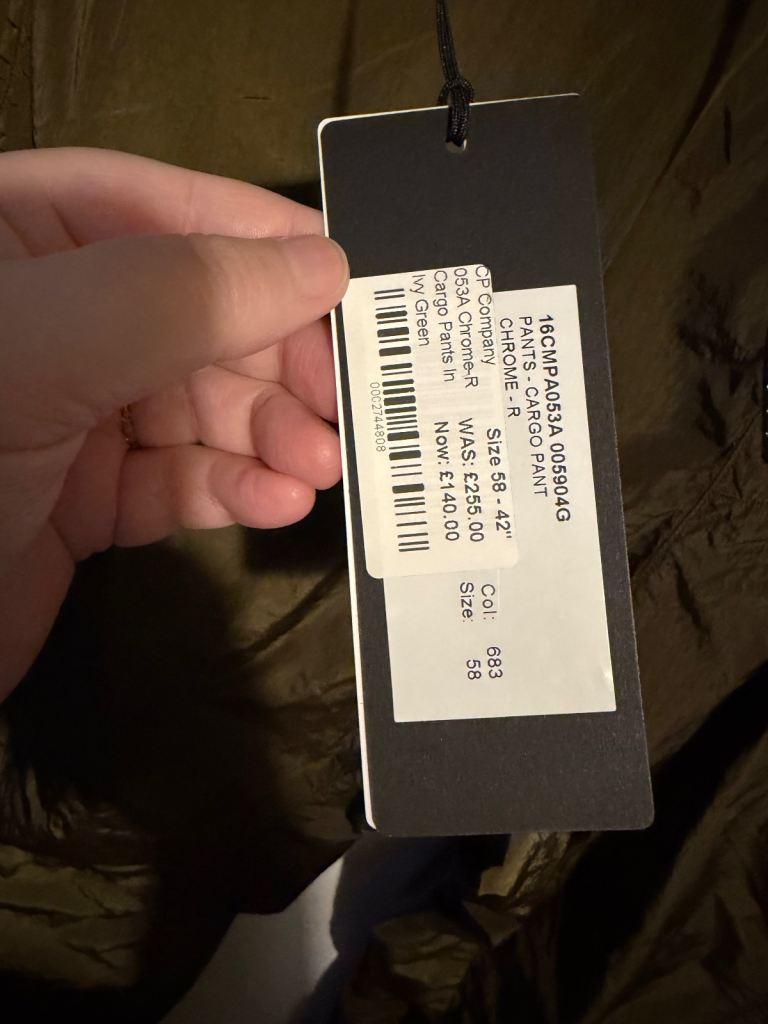 16CMPA053A 005904G
PANTS - CARGO PANT
CHROME - R
CP Company
053A Chrome-R
Cargo Pants In
Ivy Green
Size 58 - 42"
WAS: £255.00
Now: £140.00
00C2744808
Col: 683
Size: 58